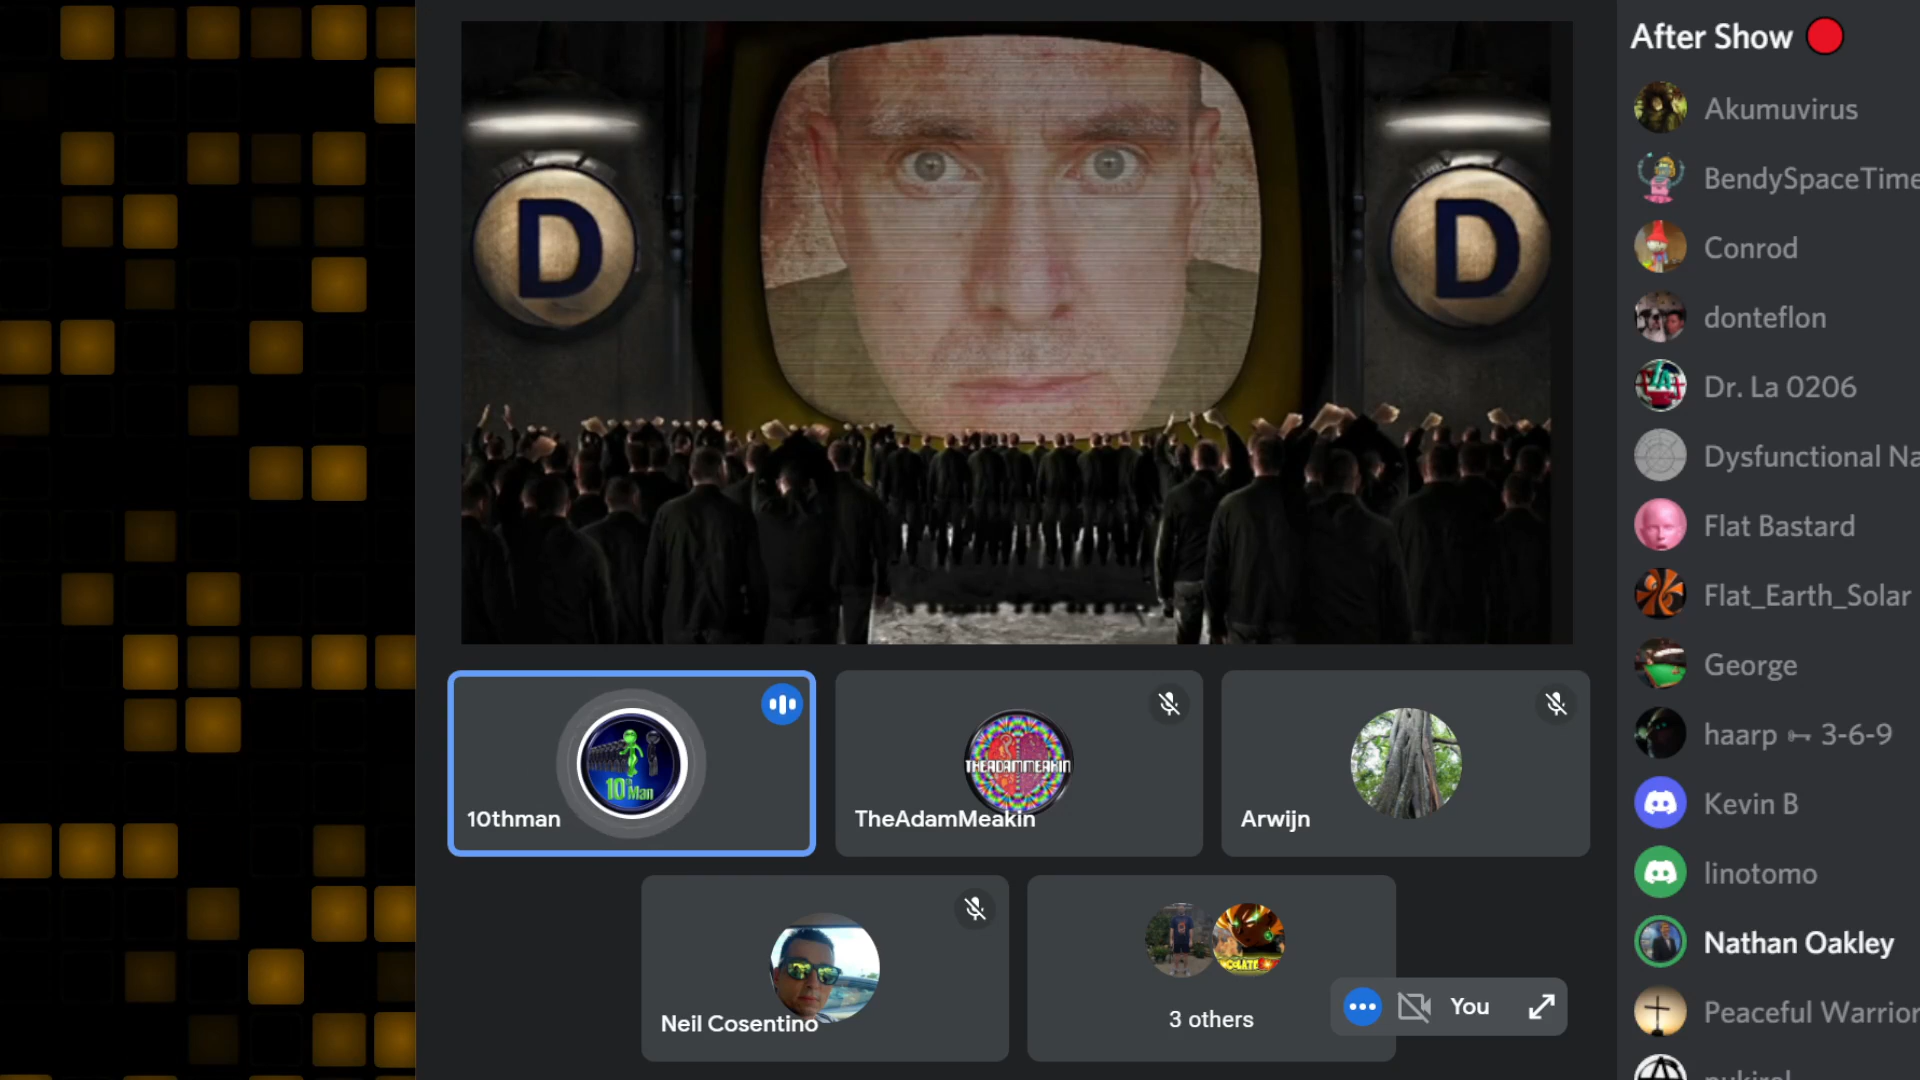 After Show
Akumuvirus
BendySpaceTime
Conrod
donteflon
Dr. La 0206
Dysfunctional Na
Flat Bastard
Flat_Earth_Solar
George
haarp 3-6-9
Kevin B
linotomo
Nathan Oakley
Peaceful Warrior
D
D
10th Man
10thman
THEADAMMEAKIN
TheAdamMeakin
Arwijn
Neil Cosentino
3 others
You